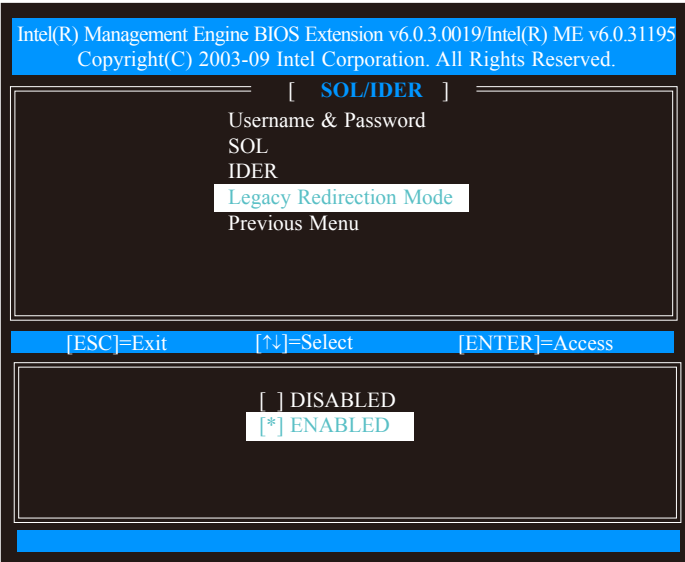 Intel(R) Management Engine BIOS Extension v6.0.3.0019/Intel(R) ME v6.0.31195
Copyright(C) 2003-09 Intel Corporation. All Rights Reserved.
[ SOL/IDER ]
Username & Password
SOL
IDER
Legacy Redirection Mode
Previous Menu
[ESC]=Exit [↑↓]=Select [ENTER]=Access
[ ] DISABLED
[*] ENABLED